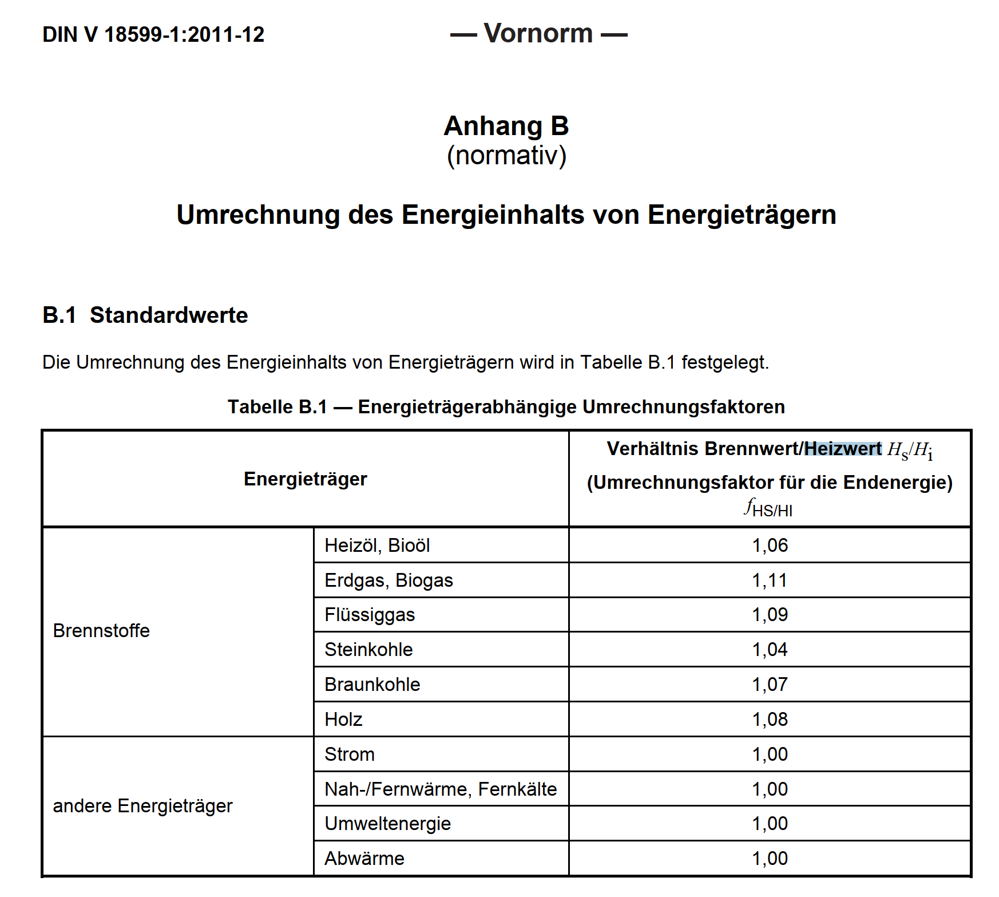 DIN V 18599-1:2011-12
— Vornorm —
Anhang B
(normativ)
Umrechnung des Energieinhalts von Energieträgern
B.1 Standardwerte
Die Umrechnung des Energieinhalts von Energieträgern wird in Tabelle B.1 festgelegt.
Tabelle B.1 — Energieträgerabhängige Umrechnungsfaktoren
Energieträger
Verhältnis Brennwert/Heizwert Hs/Hi
(Umrechnungsfaktor für die Endenergie)
fHS/HI
Brennstoffe
Heizöl, Bioöl 1,06
Erdgas, Biogas 1,11
Flüssiggas 1,09
Steinkohle 1,04
Braunkohle 1,07
Holz 1,08
andere Energieträger
Strom 1,00
Nah-/Fernwärme, Fernkälte 1,00
Umweltenergie 1,00
Abwärme 1,00